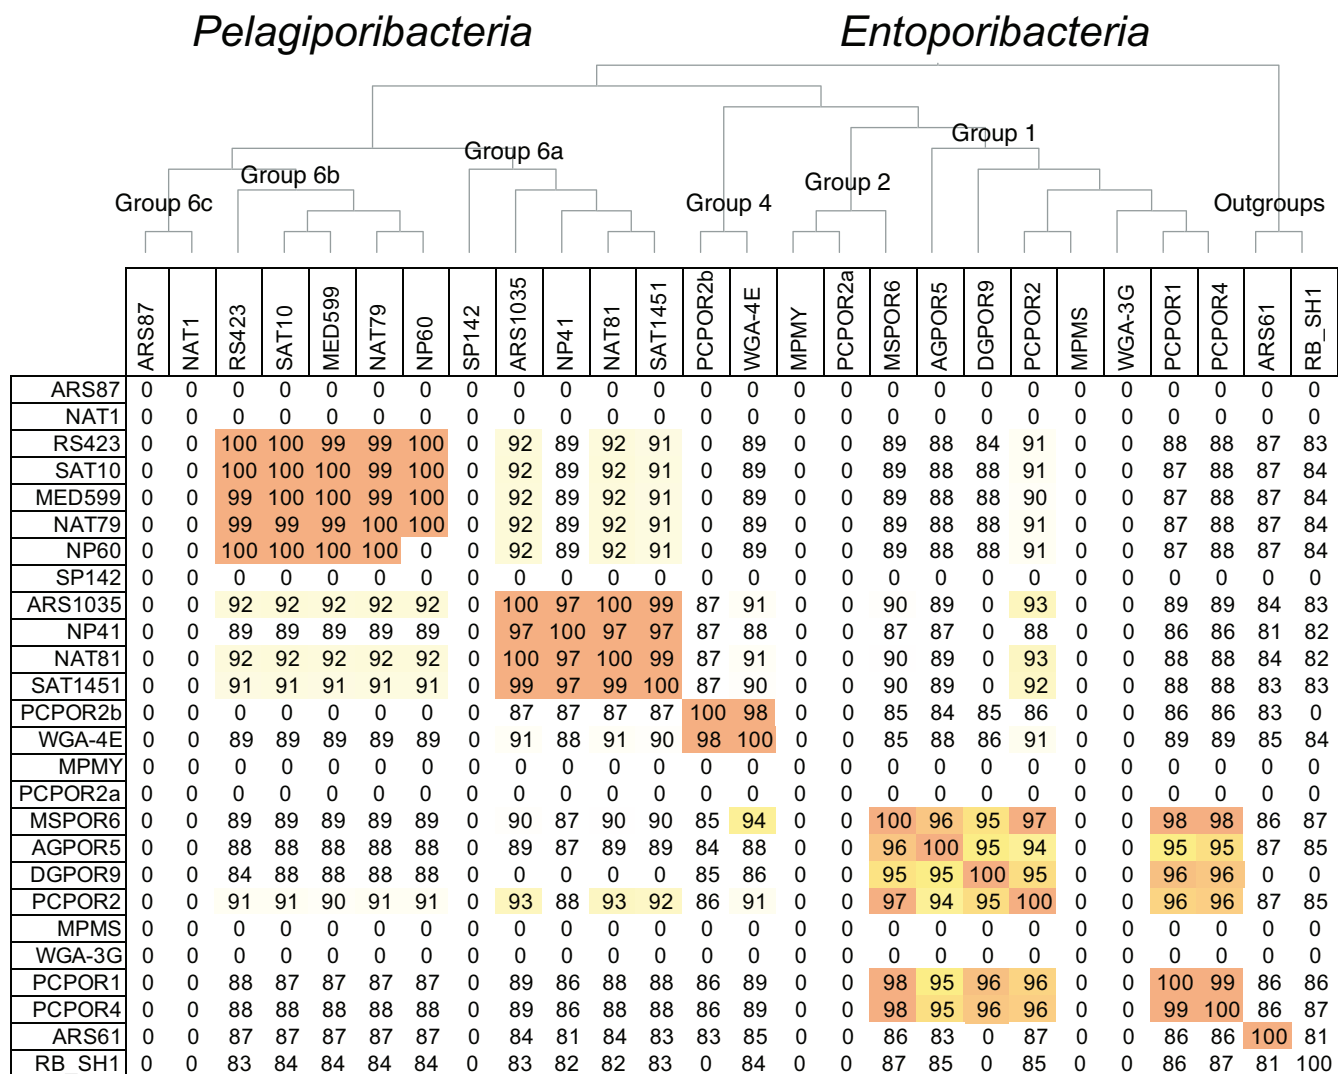 Pelagiporibacteria Entoporibacteria
Group 1
Group 6a
Group 6b
Group 2
Group 6c Group 4 Outgroups
ARS87 NAT1 RS423 SAT10 MED599 NAT79 NP60 SP142 ARS1035 NP41 NAT81 SAT1451 PCPOR2b WGA-4E MPMY PCPOR2a MSPOR6 AGPOR5 DGPOR9 PCPOR2 MPMS WGA-3G PCPOR1 PCPOR4 ARS61 RB_SH1
ARS87 0 0 0 0 0 0 0 0 0 0 0 0 0 0 0 0 0 0 0 0 0 0 0 0 0 0
NAT1 0 0 0 0 0 0 0 0 0 0 0 0 0 0 0 0 0 0 0 0 0 0 0 0 0 0
RS423 0 0 100 100 99 99 100 0 92 89 92 91 0 89 0 0 89 88 84 91 0 0 88 88 87 83
SAT10 0 0 100 100 100 99 100 0 92 89 92 91 0 89 0 0 89 88 88 91 0 0 87 88 87 84
MED599 0 0 99 100 100 99 100 0 92 89 92 91 0 89 0 0 89 88 88 90 0 0 87 88 87 84
NAT79 0 0 99 99 99 100 100 0 92 89 92 91 0 89 0 0 89 88 88 91 0 0 87 88 87 84
NP60 0 0 100 100 100 100 0 0 92 89 92 91 0 89 0 0 89 88 88 91 0 0 87 88 87 84
SP142 0 0 0 0 0 0 0 0 0 0 0 0 0 0 0 0 0 0 0 0 0 0 0 0 0 0
ARS1035 0 0 92 92 92 92 92 0 100 97 100 99 87 91 0 0 90 89 0 93 0 0 89 89 84 83
NP41 0 0 89 89 89 89 89 0 97 100 97 97 87 88 0 0 87 87 0 88 0 0 86 86 81 82
NAT81 0 0 92 92 92 92 92 0 100 97 100 99 87 91 0 0 90 89 0 93 0 0 88 88 84 82
SAT1451 0 0 91 91 91 91 91 0 99 97 99 100 87 90 0 0 90 89 0 92 0 0 88 88 83 83
PCPOR2b 0 0 0 0 0 0 0 0 87 87 87 87 100 98 0 0 85 84 85 86 0 0 86 86 83 0
WGA-4E 0 0 89 89 89 89 89 0 91 88 91 90 98 100 0 0 85 88 86 91 0 0 89 89 85 84
MPMY 0 0 0 0 0 0 0 0 0 0 0 0 0 0 0 0 0 0 0 0 0 0 0 0 0 0
PCPOR2a 0 0 0 0 0 0 0 0 0 0 0 0 0 0 0 0 0 0 0 0 0 0 0 0 0 0
MSPOR6 0 0 89 89 89 89 89 0 90 87 90 90 85 94 0 0 100 96 95 97 0 0 98 98 86 87
AGPOR5 0 0 88 88 88 88 88 0 89 87 89 89 84 88 0 0 96 100 95 94 0 0 95 95 87 85
DGPOR9 0 0 84 88 88 88 88 0 0 0 0 0 85 86 0 0 95 95 100 95 0 0 96 96 0 0
PCPOR2 0 0 91 91 90 91 91 0 93 88 93 92 86 91 0 0 97 94 95 100 0 0 96 96 87 85
MPMS 0 0 0 0 0 0 0 0 0 0 0 0 0 0 0 0 0 0 0 0 0 0 0 0 0 0
WGA-3G 0 0 0 0 0 0 0 0 0 0 0 0 0 0 0 0 0 0 0 0 0 0 0 0 0 0
PCPOR1 0 0 88 87 87 87 87 0 89 86 88 88 86 89 0 0 98 95 96 96 0 0 100 99 86 86
PCPOR4 0 0 88 88 88 88 88 0 89 86 88 88 86 89 0 0 98 95 96 96 0 0 99 100 86 87
ARS61 0 0 87 87 87 87 87 0 84 81 84 83 83 85 0 0 86 83 0 87 0 0 86 86 100 81
RB_SH1 0 0 83 84 84 84 84 0 83 82 82 83 0 84 0 0 87 85 0 85 0 0 86 87 81 100